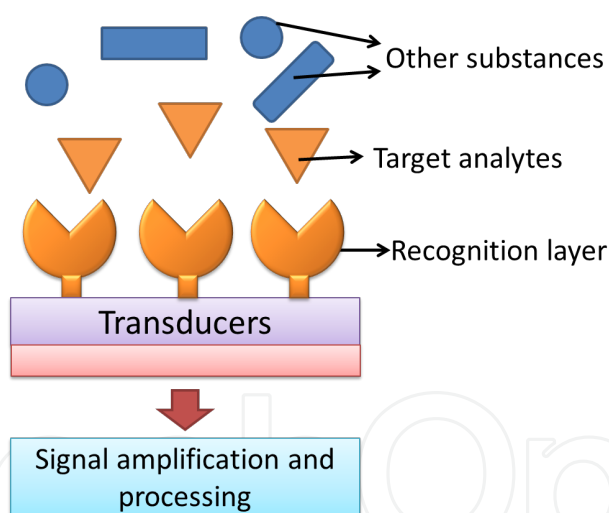 Other substances
Target analytes
Recognition layer
Transducers
Signal amplification and
processing